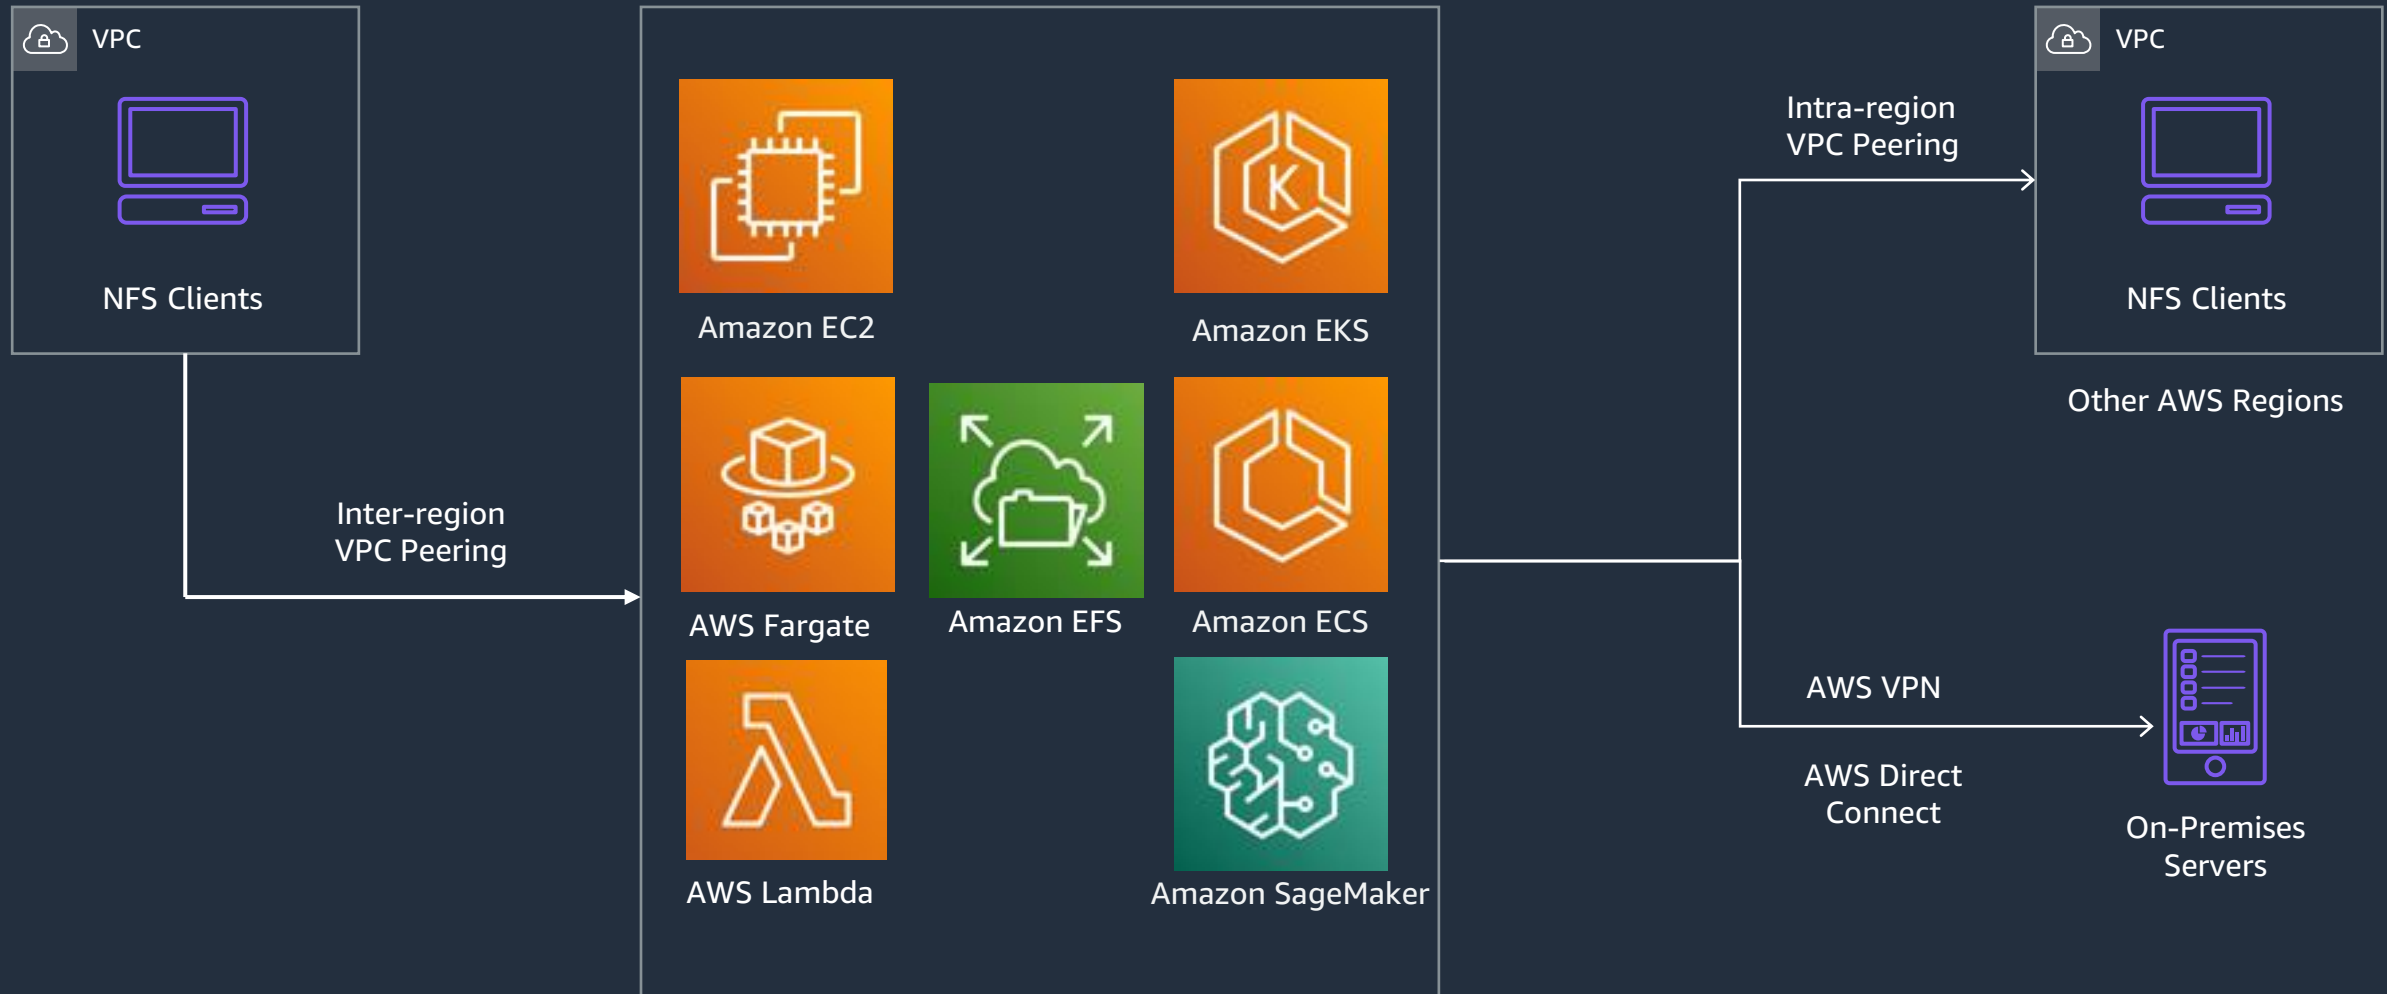 VPC
NFS Clients
Inter-region
VPC Peering
Amazon EC2
Amazon EKS
AWS Fargate
Amazon EFS
Amazon ECS
AWS Lambda
Amazon SageMaker
Intra-region
VPC Peering
VPC
NFS Clients
Other AWS Regions
AWS VPN
AWS Direct
Connect
On-Premises
Servers